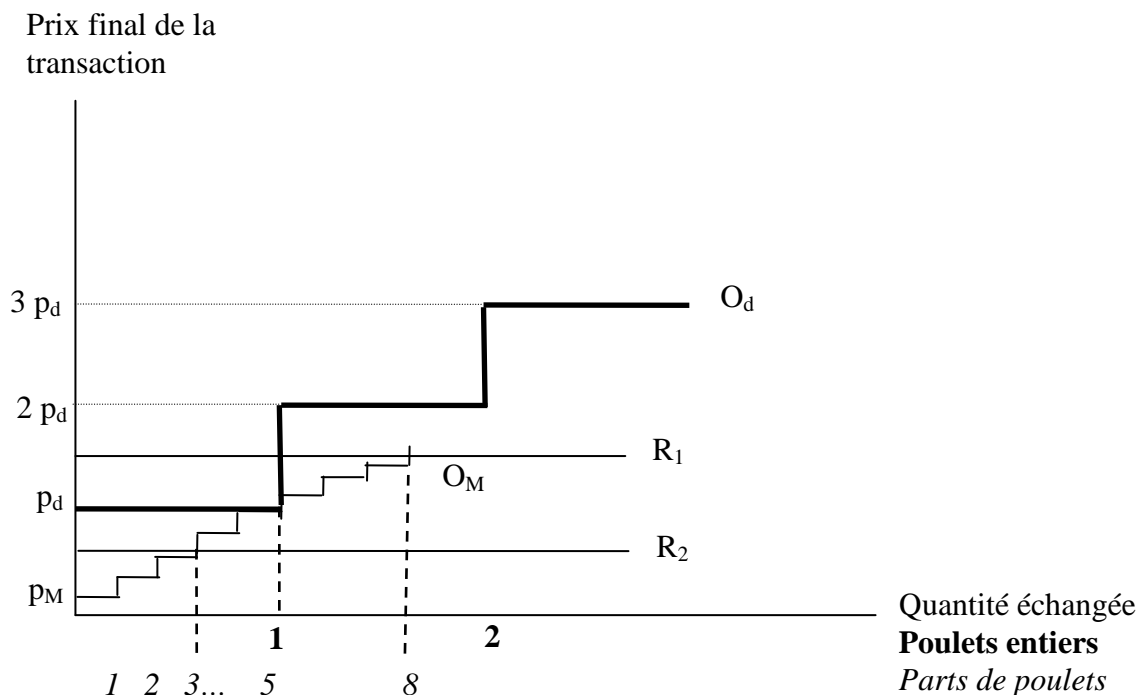 Prix final de la
transaction
3 pd
Od
2 pd
R1
OM
pd
R2
pM
Quantité échangée
1 2 Poulets entiers
1 2 3... 5 8 Parts de poulets